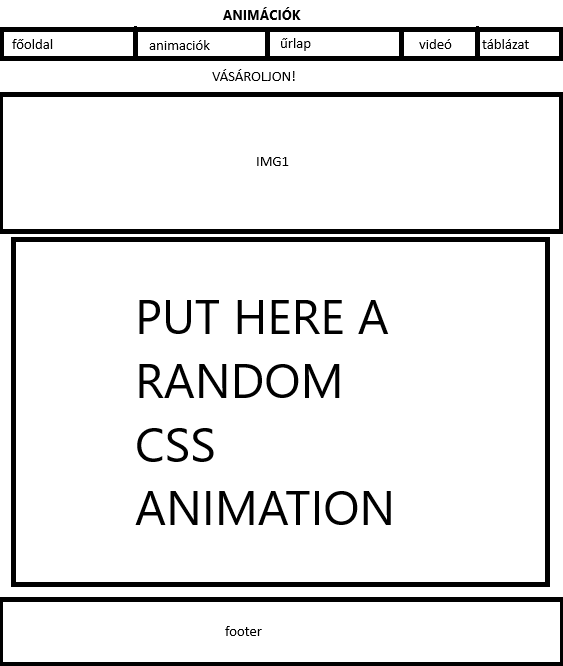 ANIMÁCIÓK
főoldal animaciók űrlap videó táblázat
VÁSÁROLJON!
IMG1
PUT HERE A
RANDOM
CSS
ANIMATION
footer